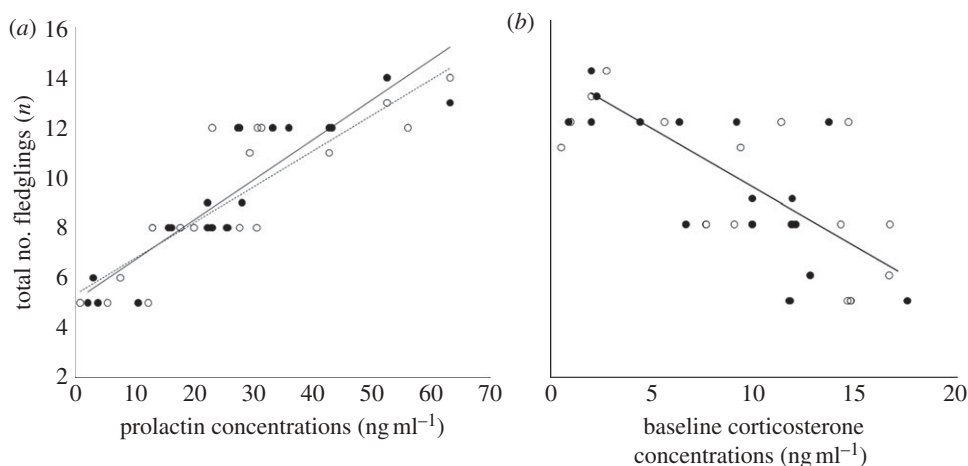 (a)
(b)
total no. fledglings (n)
16
14
12
10
8
6
4
2
0 10 20 30 40 50 60 70
prolactin concentrations (ng ml⁻¹)
0 5 10 15 20
baseline corticosterone
concentrations (ng ml⁻¹)